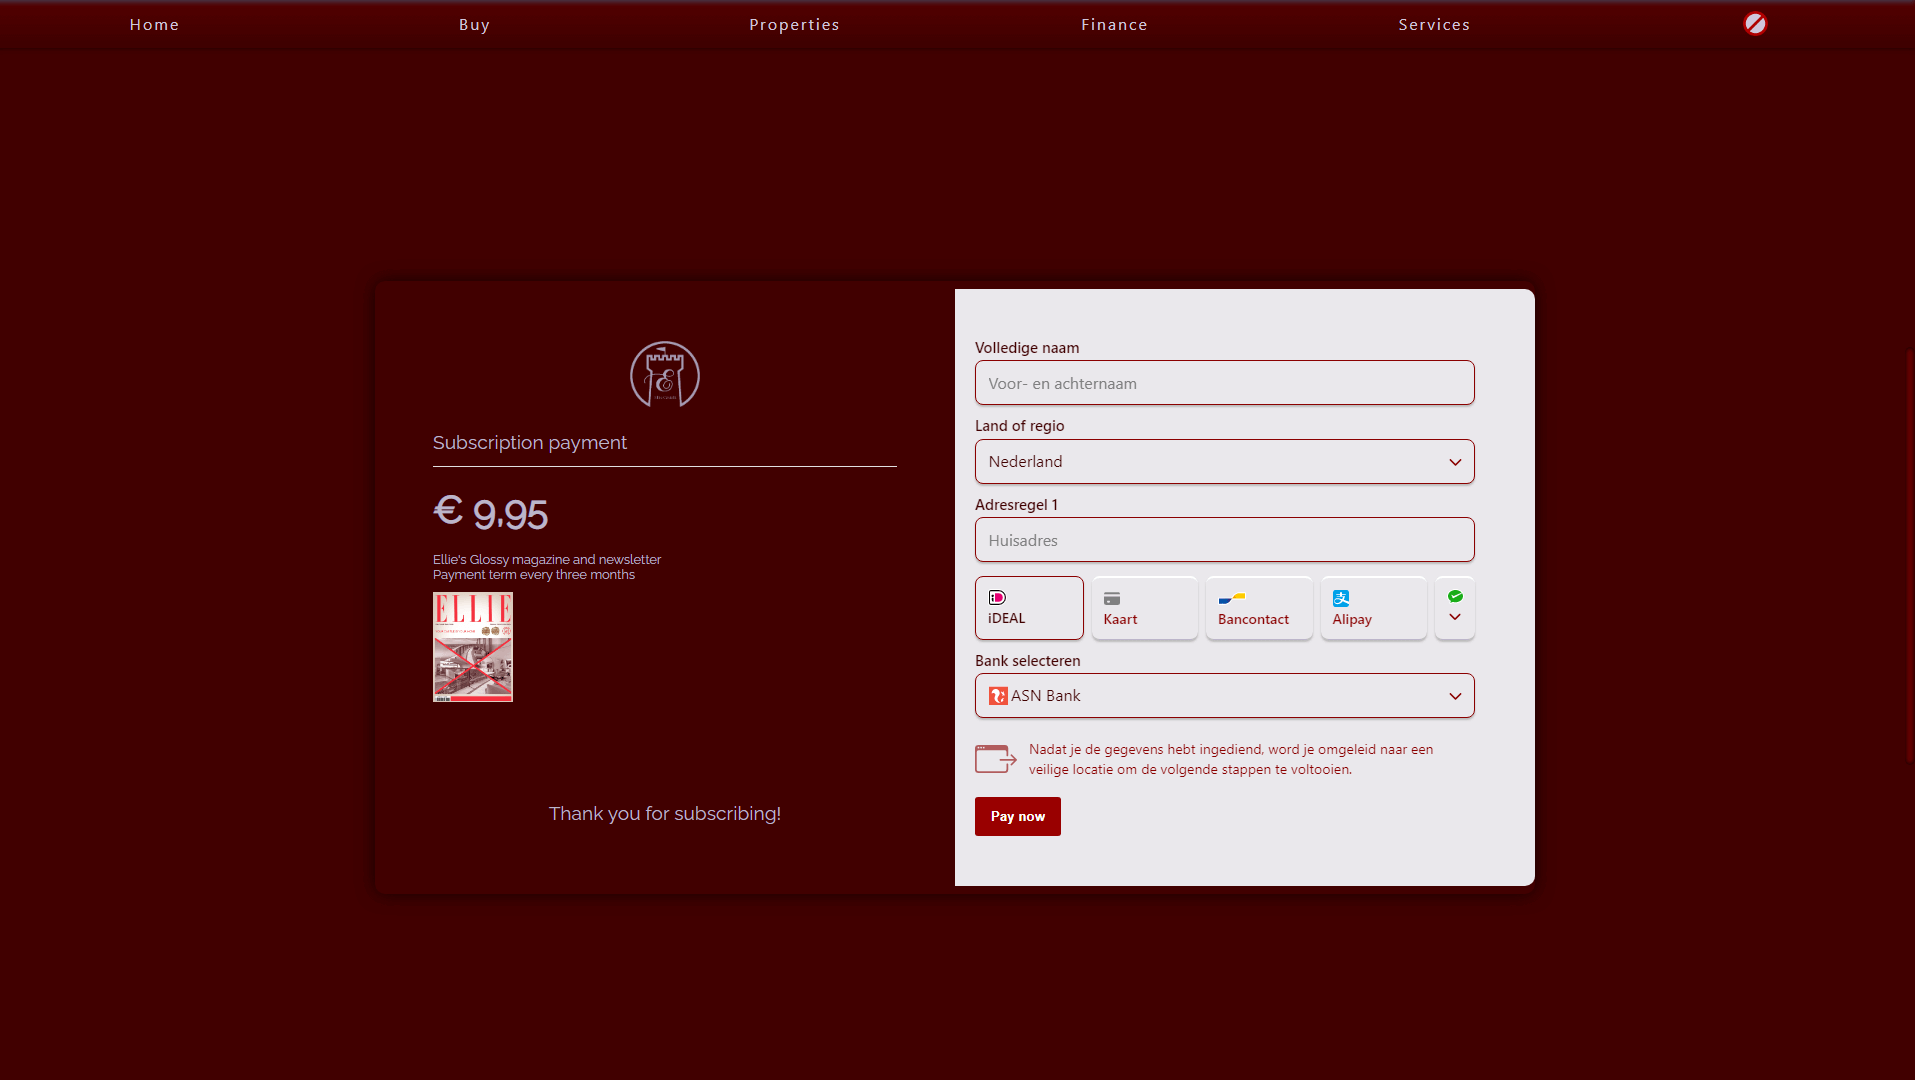 Home Buy Properties Finance Services
Subscription payment
€ 9,95
Ellie's Glossy magazine and newsletter
Payment term every three months
ELLIE
Thank you for subscribing!
Volledige naam
Voor- en achternaam
Land of regio
Nederland
Adresregel 1
Huisadres
iDEAL Kaart Bancontact Alipay
Bank selecteren
ASN Bank
Nadat je de gegevens hebt ingediend, word je omgeleid naar een
veilige locatie om de volgende stappen te voltooien.
Pay now